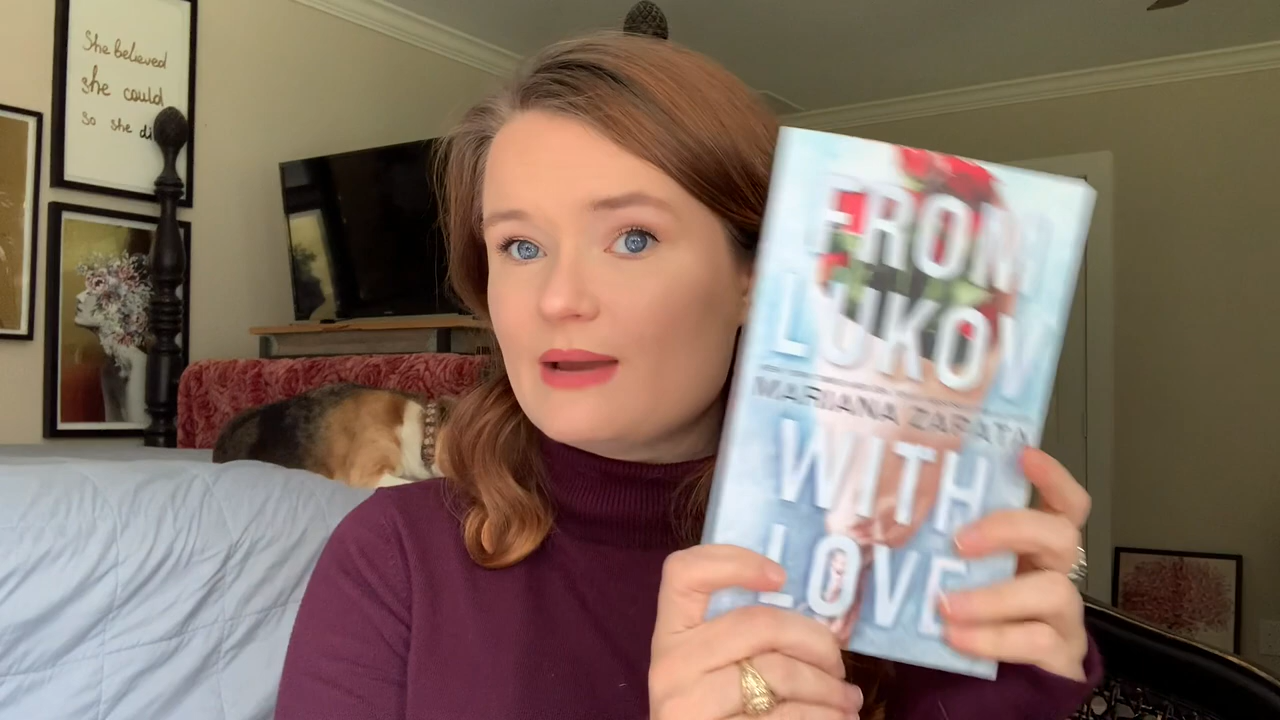 She believed
she could
so she di
FROM
LUKOV
MARIANA ZAPATA
WITH
LOVE